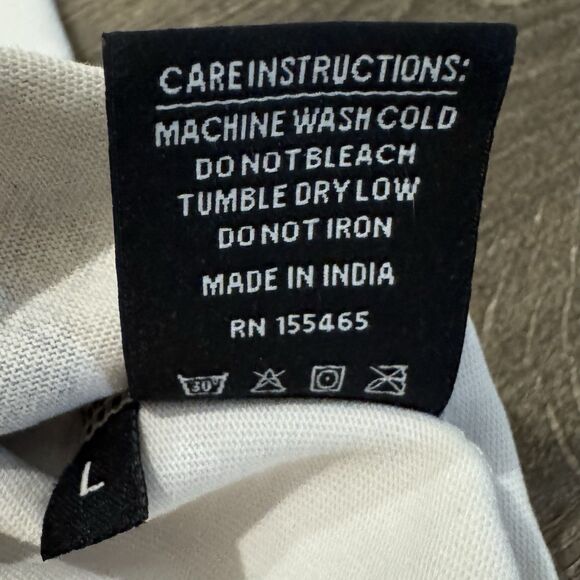 CARE INSTRUCTIONS:
MACHINE WASH COLD
DO NOT BLEACH
TUMBLE DRY LOW
DO NOT IRON
MADE IN INDIA
RN 155465
30°
L